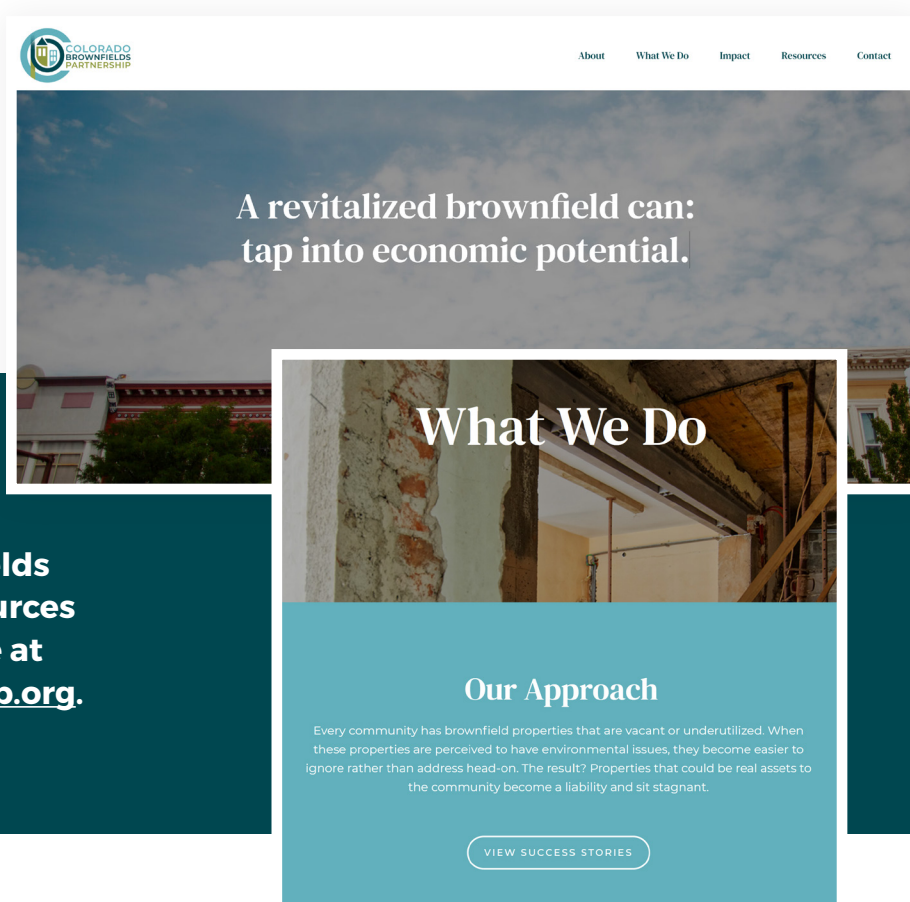 COLORADO
BROWNFIELDS
PARTNERSHIP
About What We Do Impact Resources Contact
A revitalized brownfield can:
tap into economic potential.
What We Do
lds
urces
at
o.org.
Our Approach
Every community has brownfield properties that are vacant or underutilized. When
these properties are perceived to have environmental issues, they become easier to
ignore rather than address head-on. The result? Properties that could be real assets to
the community become a liability and sit stagnant.
VIEW SUCCESS STORIES